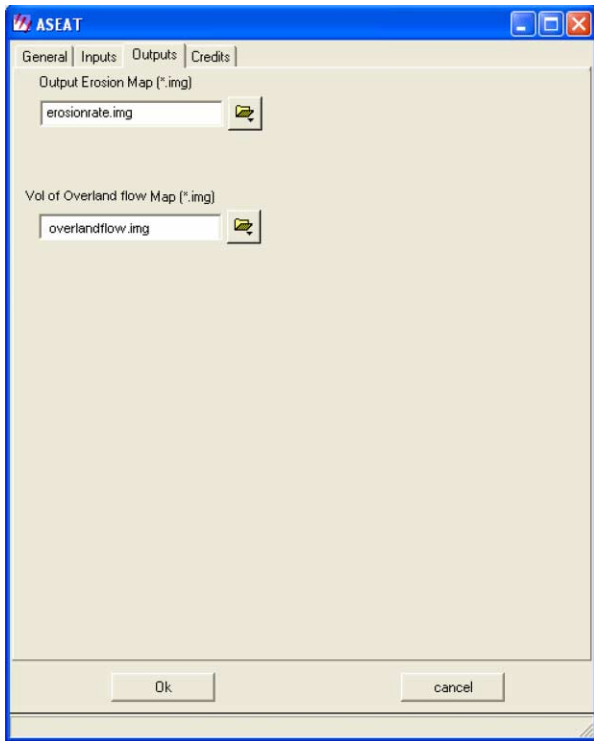 ASEAT
General Inputs Outputs Credits
Output Erosion Map (*.img)
erosionrate.img
Vol of Overland flow Map (*.img)
overlandflow.img
Ok cancel